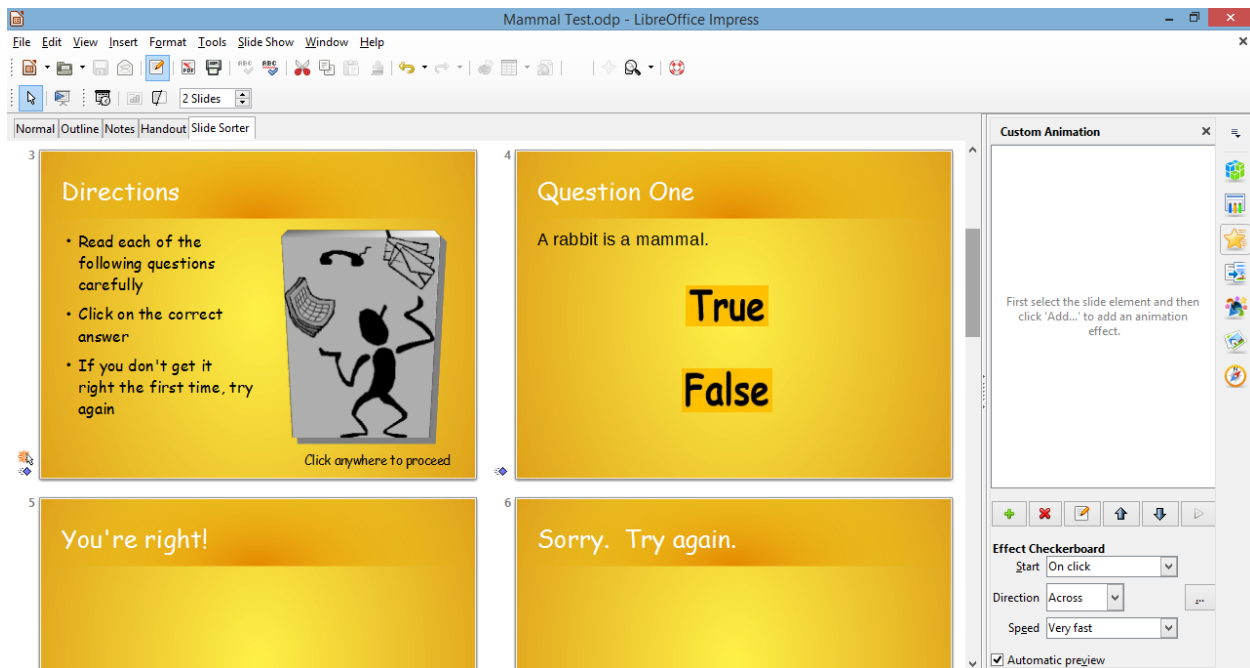 Mammal Test.odp - LibreOffice Impress
File Edit View Insert Format Tools Slide Show Window Help
2 Slides
Normal Outline Notes Handout Slide Sorter
Custom Animation
3
Directions
• Read each of the
following questions
carefully
• Click on the correct
answer
• If you don't get it
right the first time, try
again
Click anywhere to proceed
4
Question One
A rabbit is a mammal.
True
False
5
You're right!
6
Sorry. Try again.
First select the slide element and then
click 'Add...' to add an animation
effect.
Effect Checkerboard
Start On click
Direction Across
Speed Very fast
Automatic preview